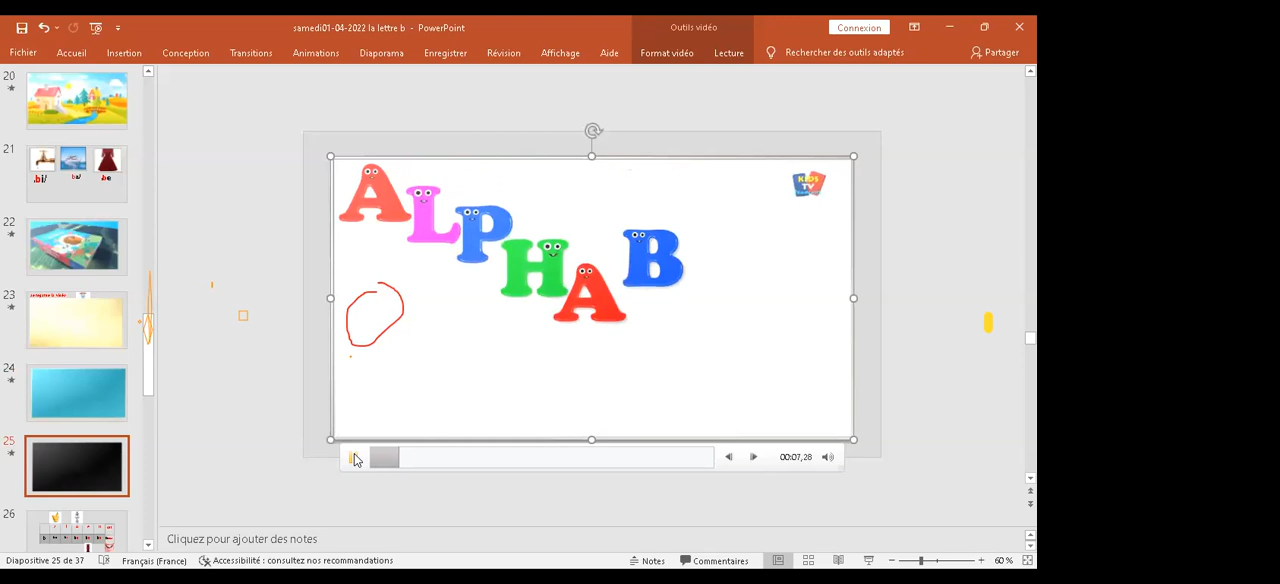 samedi01-04-2022 la lettre b - PowerPoint
Outils vidéo
Connexion
Fichier Accueil Insertion Conception Transitions Animations Diaporama Enregistrer Révision Affichage Aide Format vidéo Lecture Rechercher des outils adaptés Partager
20
21
.bi/ ba/ .be
22
23
24
25
26
A L P H A B
KIDS TV
00:07,28
Cliquez pour ajouter des notes
Diapositive 25 de 37 Français (France) Accessibilité : consultez nos recommandations Notes Commentaires 60 %